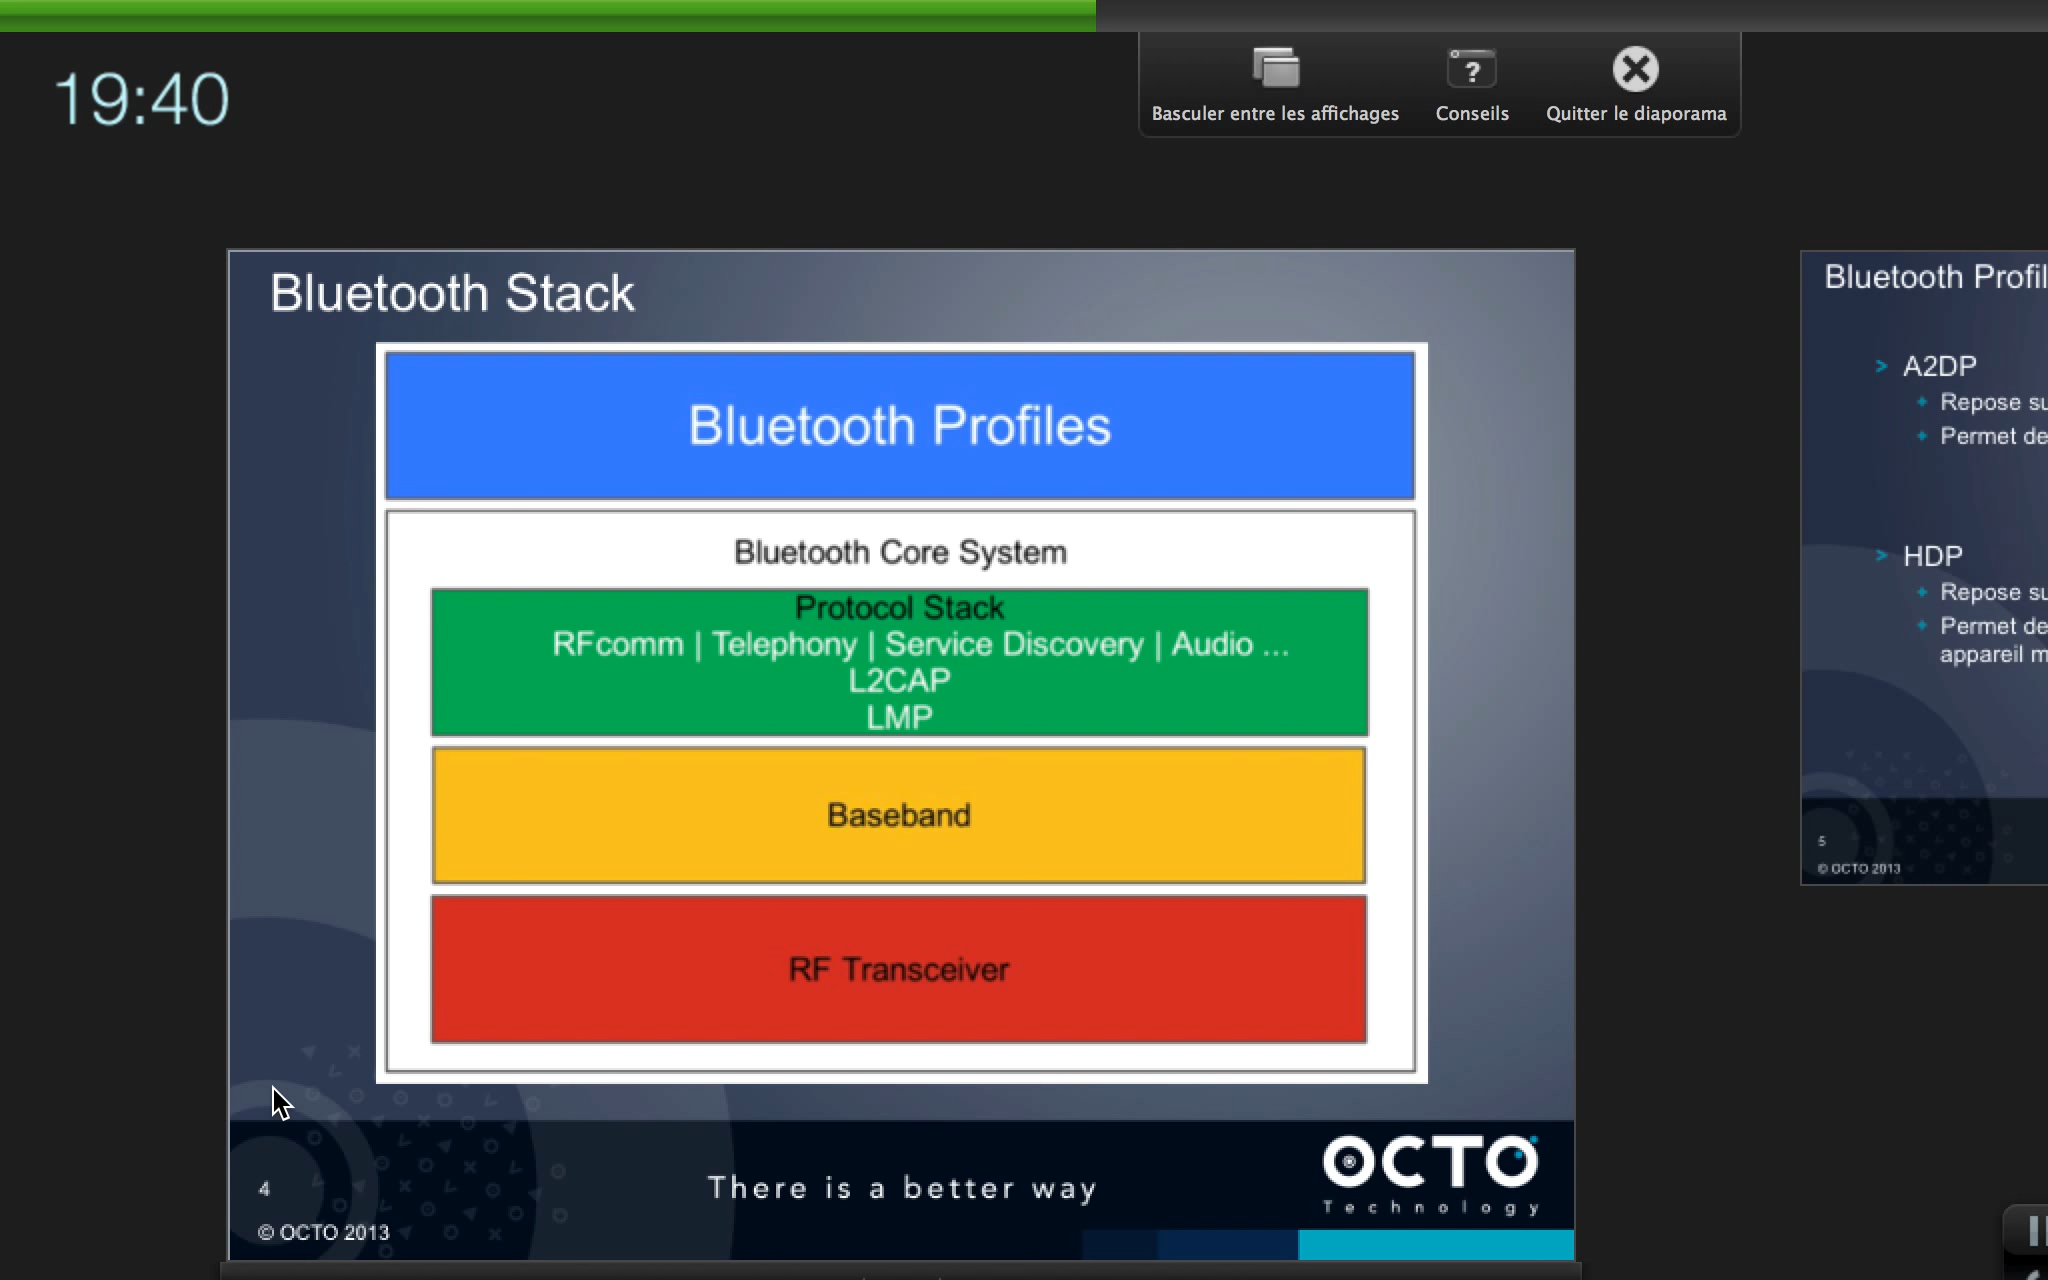 19:40
Basculer entre les affichages
Conseils
Quitter le diaporama
Bluetooth Stack
Bluetooth Profiles
Bluetooth Core System
Protocol Stack
RFcomm | Telephony | Service Discovery | Audio ...
L2CAP
LMP
Baseband
RF Transceiver
4
© OCTO 2013
There is a better way
OCTO
Technology
Bluetooth Profil
> A2DP
Repose su
Permet de
> HDP
Repose su
Permet de
appareil m
5
© OCTO 2013